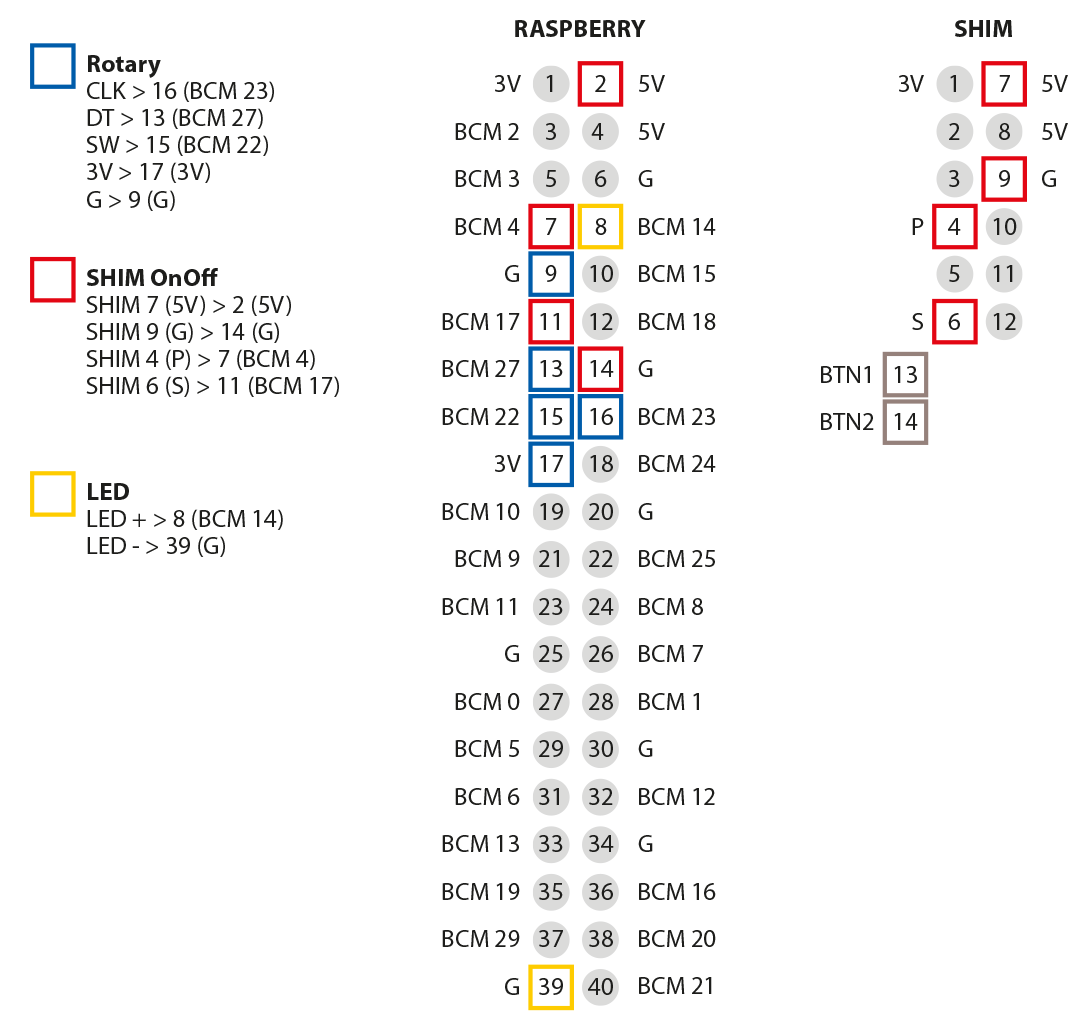 Rotary
CLK > 16 (BCM 23)
DT > 13 (BCM 27)
SW > 15 (BCM 22)
3V > 17 (3V)
G > 9 (G)
SHIM OnOff
SHIM 7 (5V) > 2 (5V)
SHIM 9 (G) > 14 (G)
SHIM 4 (P) > 7 (BCM 4)
SHIM 6 (S) > 11 (BCM 17)
LED
LED + > 8 (BCM 14)
LED - > 39 (G)
RASPBERRY
3V 1 2 5V
BCM 2 3 4 5V
BCM 3 5 6 G
BCM 4 7 8 BCM 14
G 9 10 BCM 15
BCM 17 11 12 BCM 18
BCM 27 13 14 G
BCM 22 15 16 BCM 23
3V 17 18 BCM 24
BCM 10 19 20 G
BCM 9 21 22 BCM 25
BCM 11 23 24 BCM 8
G 25 26 BCM 7
BCM 0 27 28 BCM 1
BCM 5 29 30 G
BCM 6 31 32 BCM 12
BCM 13 33 34 G
BCM 19 35 36 BCM 16
BCM 29 37 38 BCM 20
G 39 40 BCM 21
SHIM
3V 1 7 5V
2 8 5V
3 9 G
P 4 10
5 11
S 6 12
BTN1 13
BTN2 14